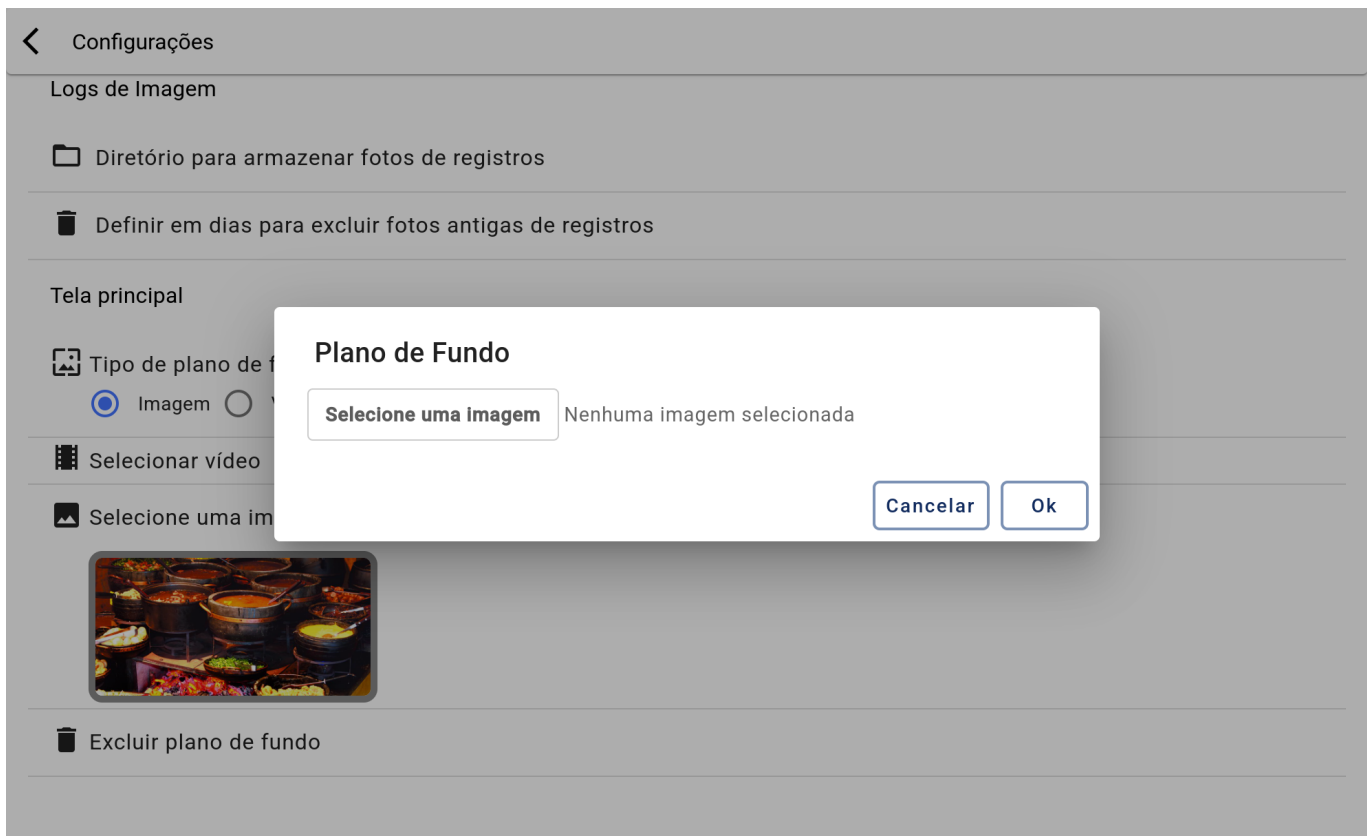 Configurações
Logs de Imagem
Diretório para armazenar fotos de registros
Definir em dias para excluir fotos antigas de registros
Tela principal
Tipo de plano de
Imagem
Selecionar vídeo
Selecione uma
Plano de Fundo
Selecione uma imagem Nenhuma imagem selecionada
Cancelar Ok
Excluir plano de fundo